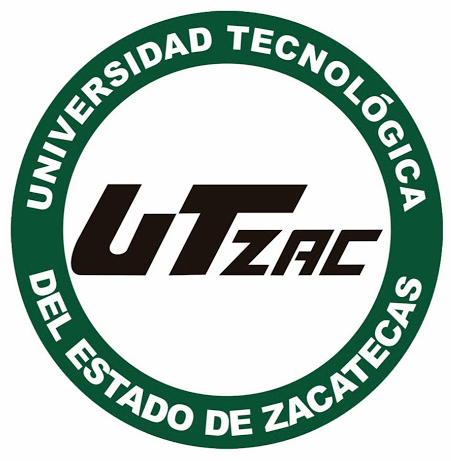 UNIVERSIDAD TECNOLÓGICA
UTZAC
DEL ESTADO DE ZACATECAS